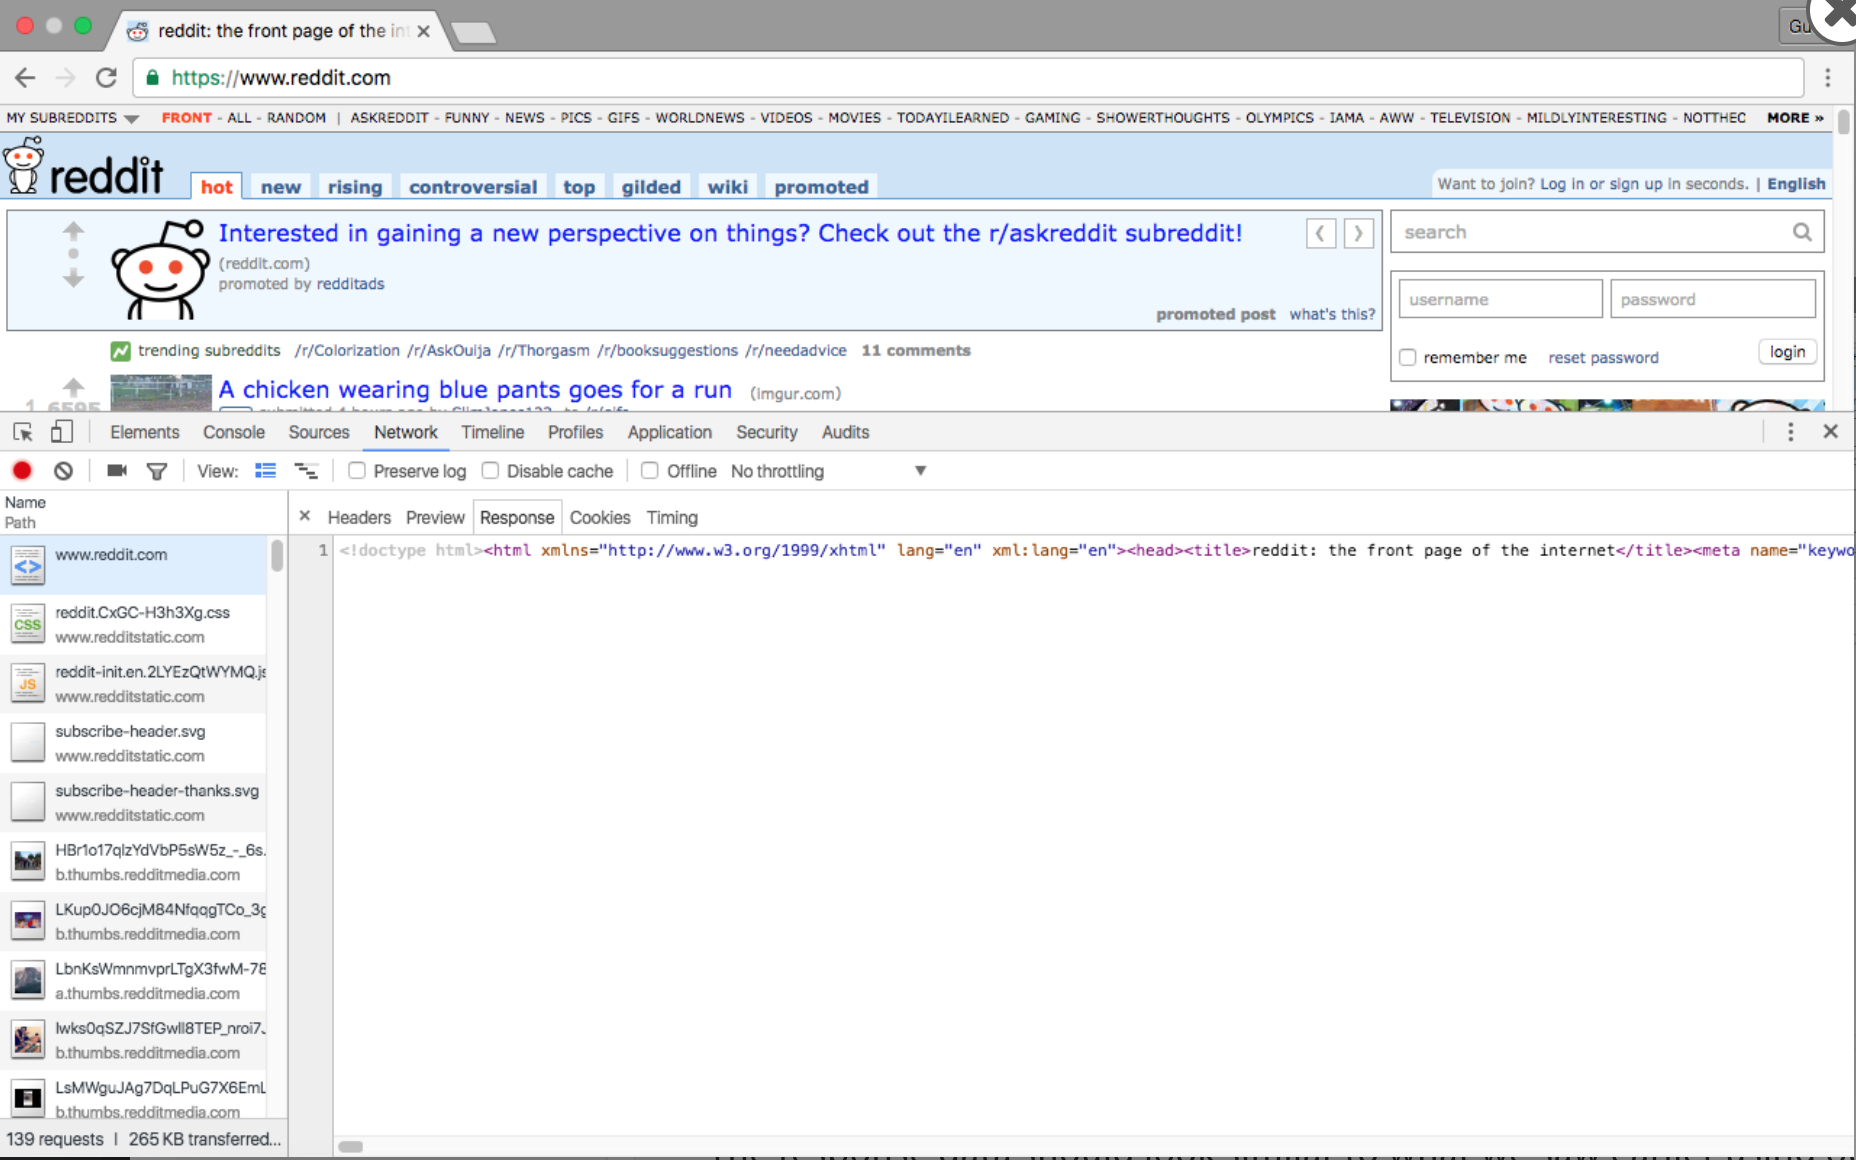 reddit: the front page of the in
Gu
https://www.reddit.com
MY SUBREDDITS FRONT - ALL - RANDOM | ASKREDDIT - FUNNY - NEWS - PICS - GIFS - WORLDNEWS - VIDEOS - MOVIES - TODAYILEARNED - GAMING - SHOWERTHOUGHTS - OLYMPICS - IAMA - AWW - TELEVISION - MILDLYINTERESTING - NOTTHEO MORE »
reddit hot new rising controversial top gilded wiki promoted
Want to join? Log in or sign up in seconds. | English
Interested in gaining a new perspective on things? Check out the r/askreddit subreddit!
(reddit.com)
promoted by redditads
promoted post what's this?
search
username password
remember me reset password login
trending subreddits /r/Colorization /r/AskOuija /r/Thorgasm /r/booksuggestions /r/needadvice 11 comments
A chicken wearing blue pants goes for a run (imgur.com)
1 6595
Elements Console Sources Network Timeline Profiles Application Security Audits
View: Preserve log Disable cache Offline No throttling
Name
Path
Headers Preview Response Cookies Timing
1 <!doctype html><html xmlns="http://www.w3.org/1999/xhtml" lang="en" xml:lang="en"><head><title>reddit: the front page of the internet</title><meta name="keywo
www.reddit.com
reddit.CxGC-H3h3Xg.css
www.redditstatic.com
reddit-init.en.2LYEzQtWYMQ.js
www.redditstatic.com
subscribe-header.svg
www.redditstatic.com
subscribe-header-thanks.svg
www.redditstatic.com
b.thumbs.redditmedia.com
b.thumbs.redditmedia.com
a.thumbs.redditmedia.com
b.thumbs.redditmedia.com
b.thumbs.redditmedia.com
139 requests | 265 KB transferred...